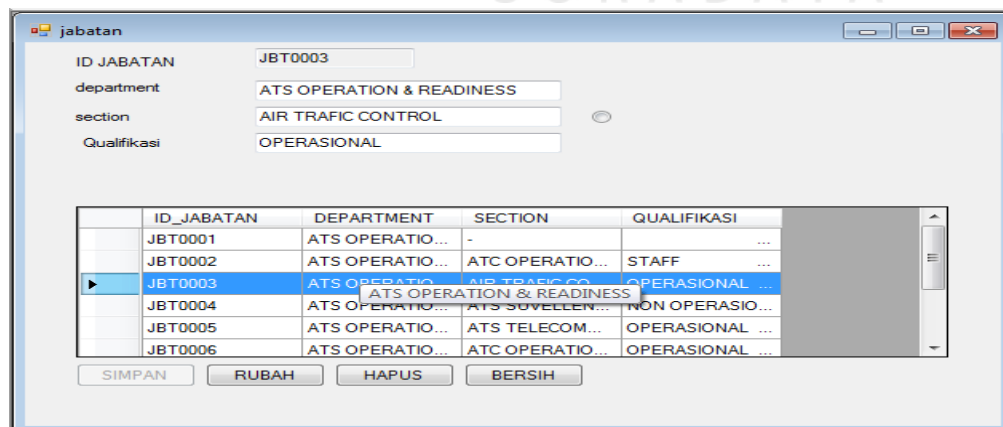 jabatan
ID JABATAN JBT0003
department ATS OPERATION & READINESS
section AIR TRAFIC CONTROL
Qualifikasi OPERASIONAL
ID_JABATAN DEPARTMENT SECTION QUALIFIKASI
JBT0001 ATS OPERATIO... - ...
JBT0002 ATS OPERATIO... ATC OPERATIO... STAFF ...
JBT0003 ATS OPERATIO... AIR TRAFIC CO... OPERASIONAL ...
ATS OPERATION & READINESS
JBT0004 ATS OPERATIO... ATS SUVELLEN... NON OPERASIO...
JBT0005 ATS OPERATIO... ATS TELECOM... OPERASIONAL ...
JBT0006 ATS OPERATIO... ATC OPERATIO... OPERASIONAL ...
SIMPAN RUBAH HAPUS BERSIH